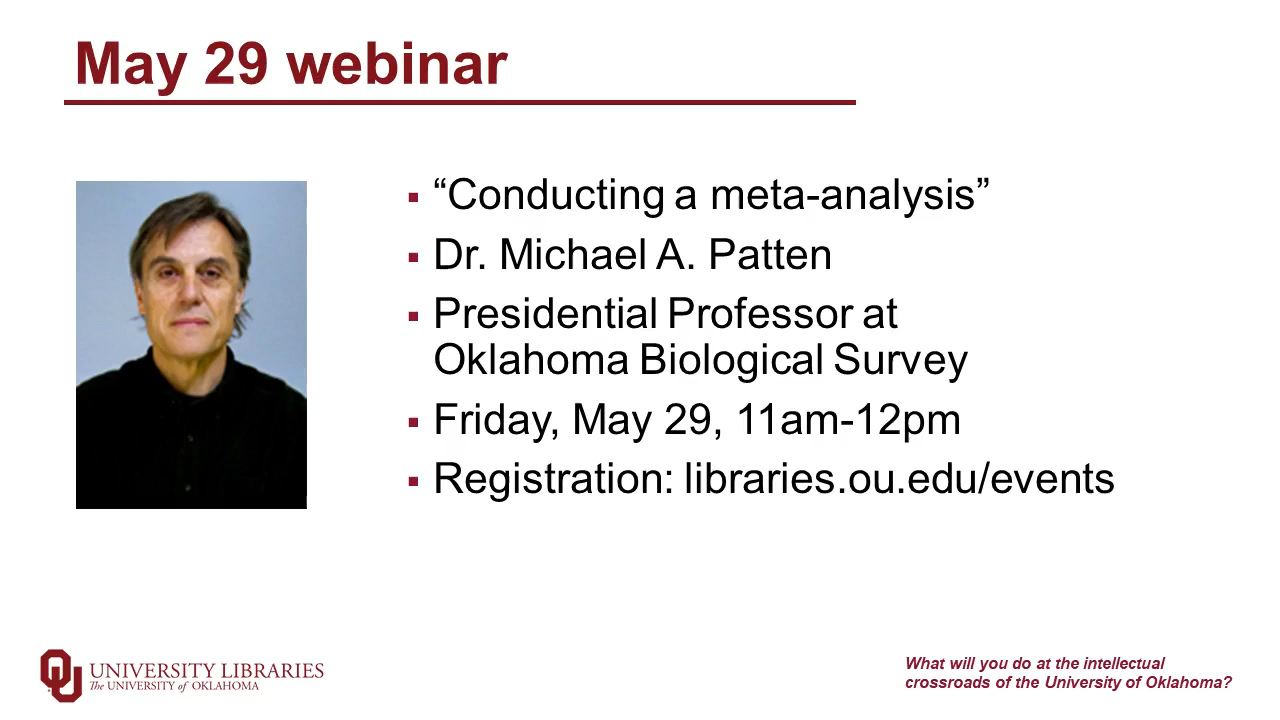 May 29 webinar
“Conducting a meta-analysis”
Dr. Michael A. Patten
Presidential Professor at
Oklahoma Biological Survey
Friday, May 29, 11am-12pm
Registration: libraries.ou.edu/events
UNIVERSITY LIBRARIES
The UNIVERSITY of OKLAHOMA
What will you do at the intellectual
crossroads of the University of Oklahoma?